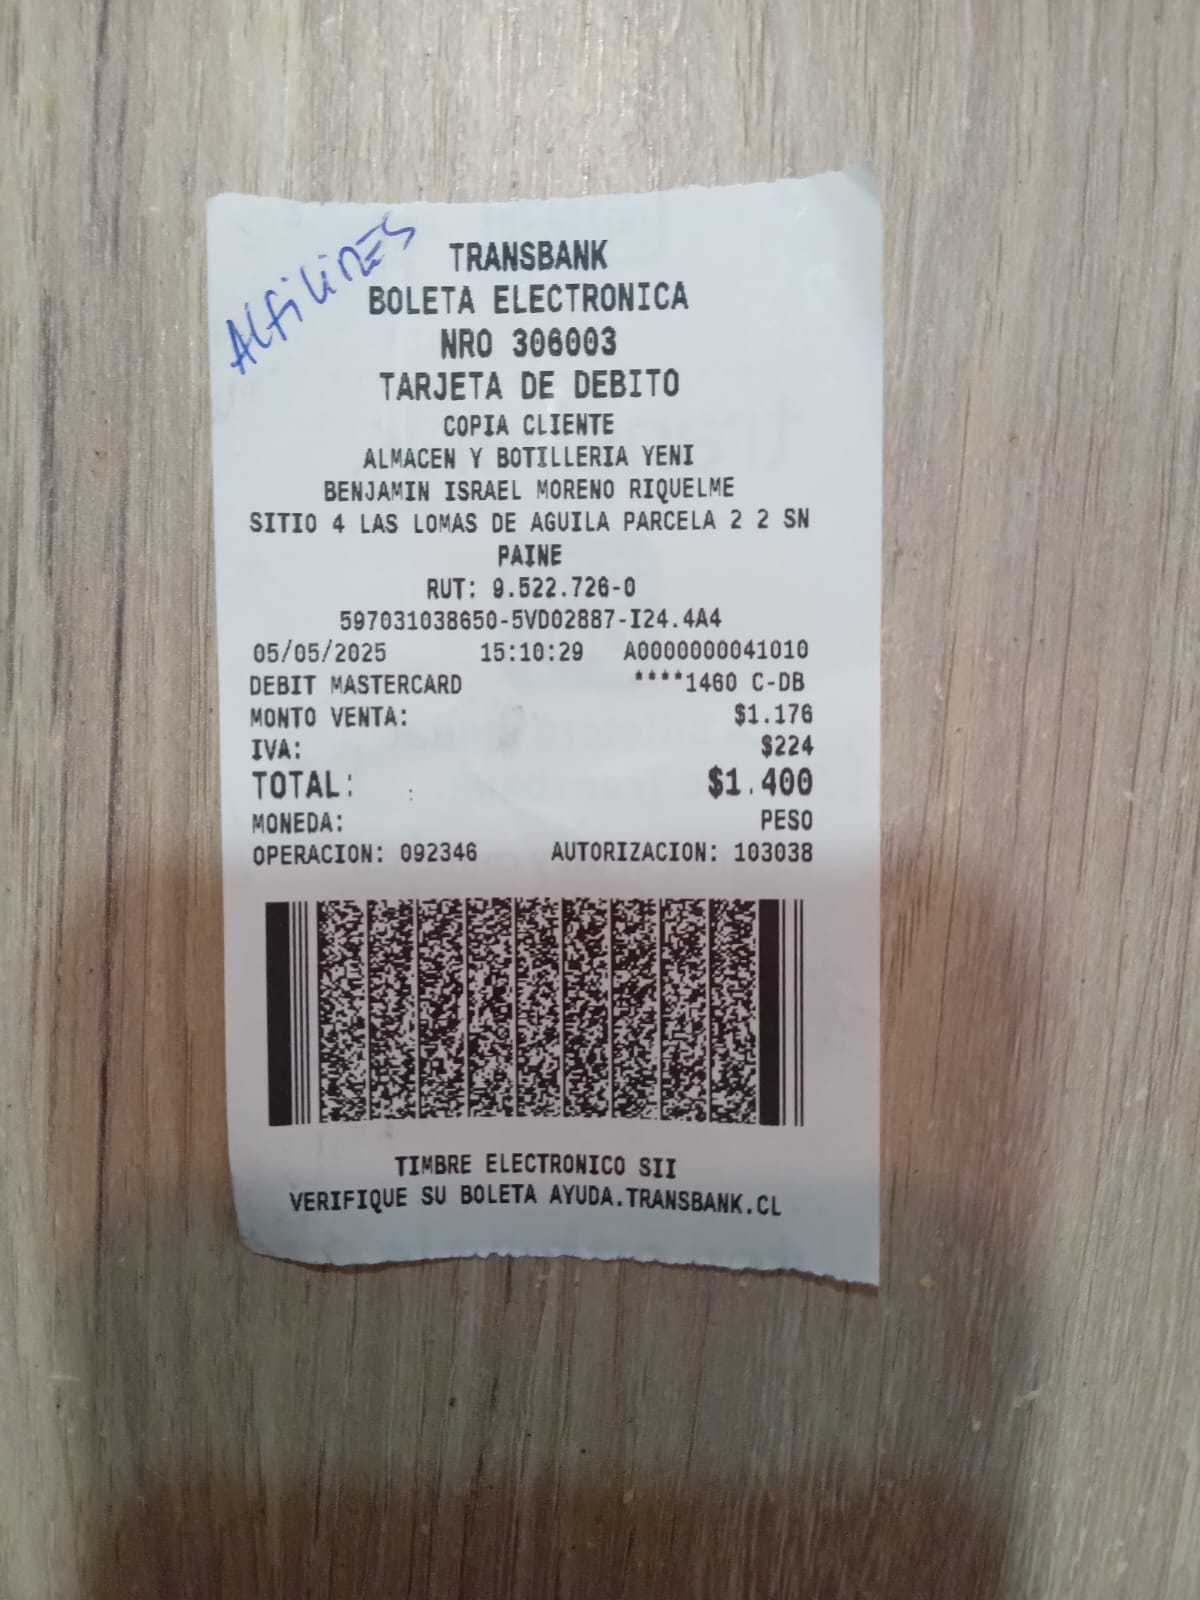 ALfiliRES
TRANSBANK
BOLETA ELECTRONICA
NRO 306003
TARJETA DE DEBITO
COPIA CLIENTE
ALMACEN Y BOTILLERIA YENI
BENJAMIN ISRAEL MORENO RIQUELME
SITIO 4 LAS LOMAS DE AGUILA PARCELA 2 2 SN
PAINE
RUT: 9.522.726-0
597031038650-5VD02887-I24.4A4
05/05/2025 15:10:29 A0000000041010
DEBIT MASTERCARD ****1460 C-DB
MONTO VENTA: $1.176
IVA: $224
TOTAL: $1.400
MONEDA: PESO
OPERACION: 092346 AUTORIZACION: 103038
TIMBRE ELECTRONICO SII
VERIFIQUE SU BOLETA AYUDA.TRANSBANK.CL